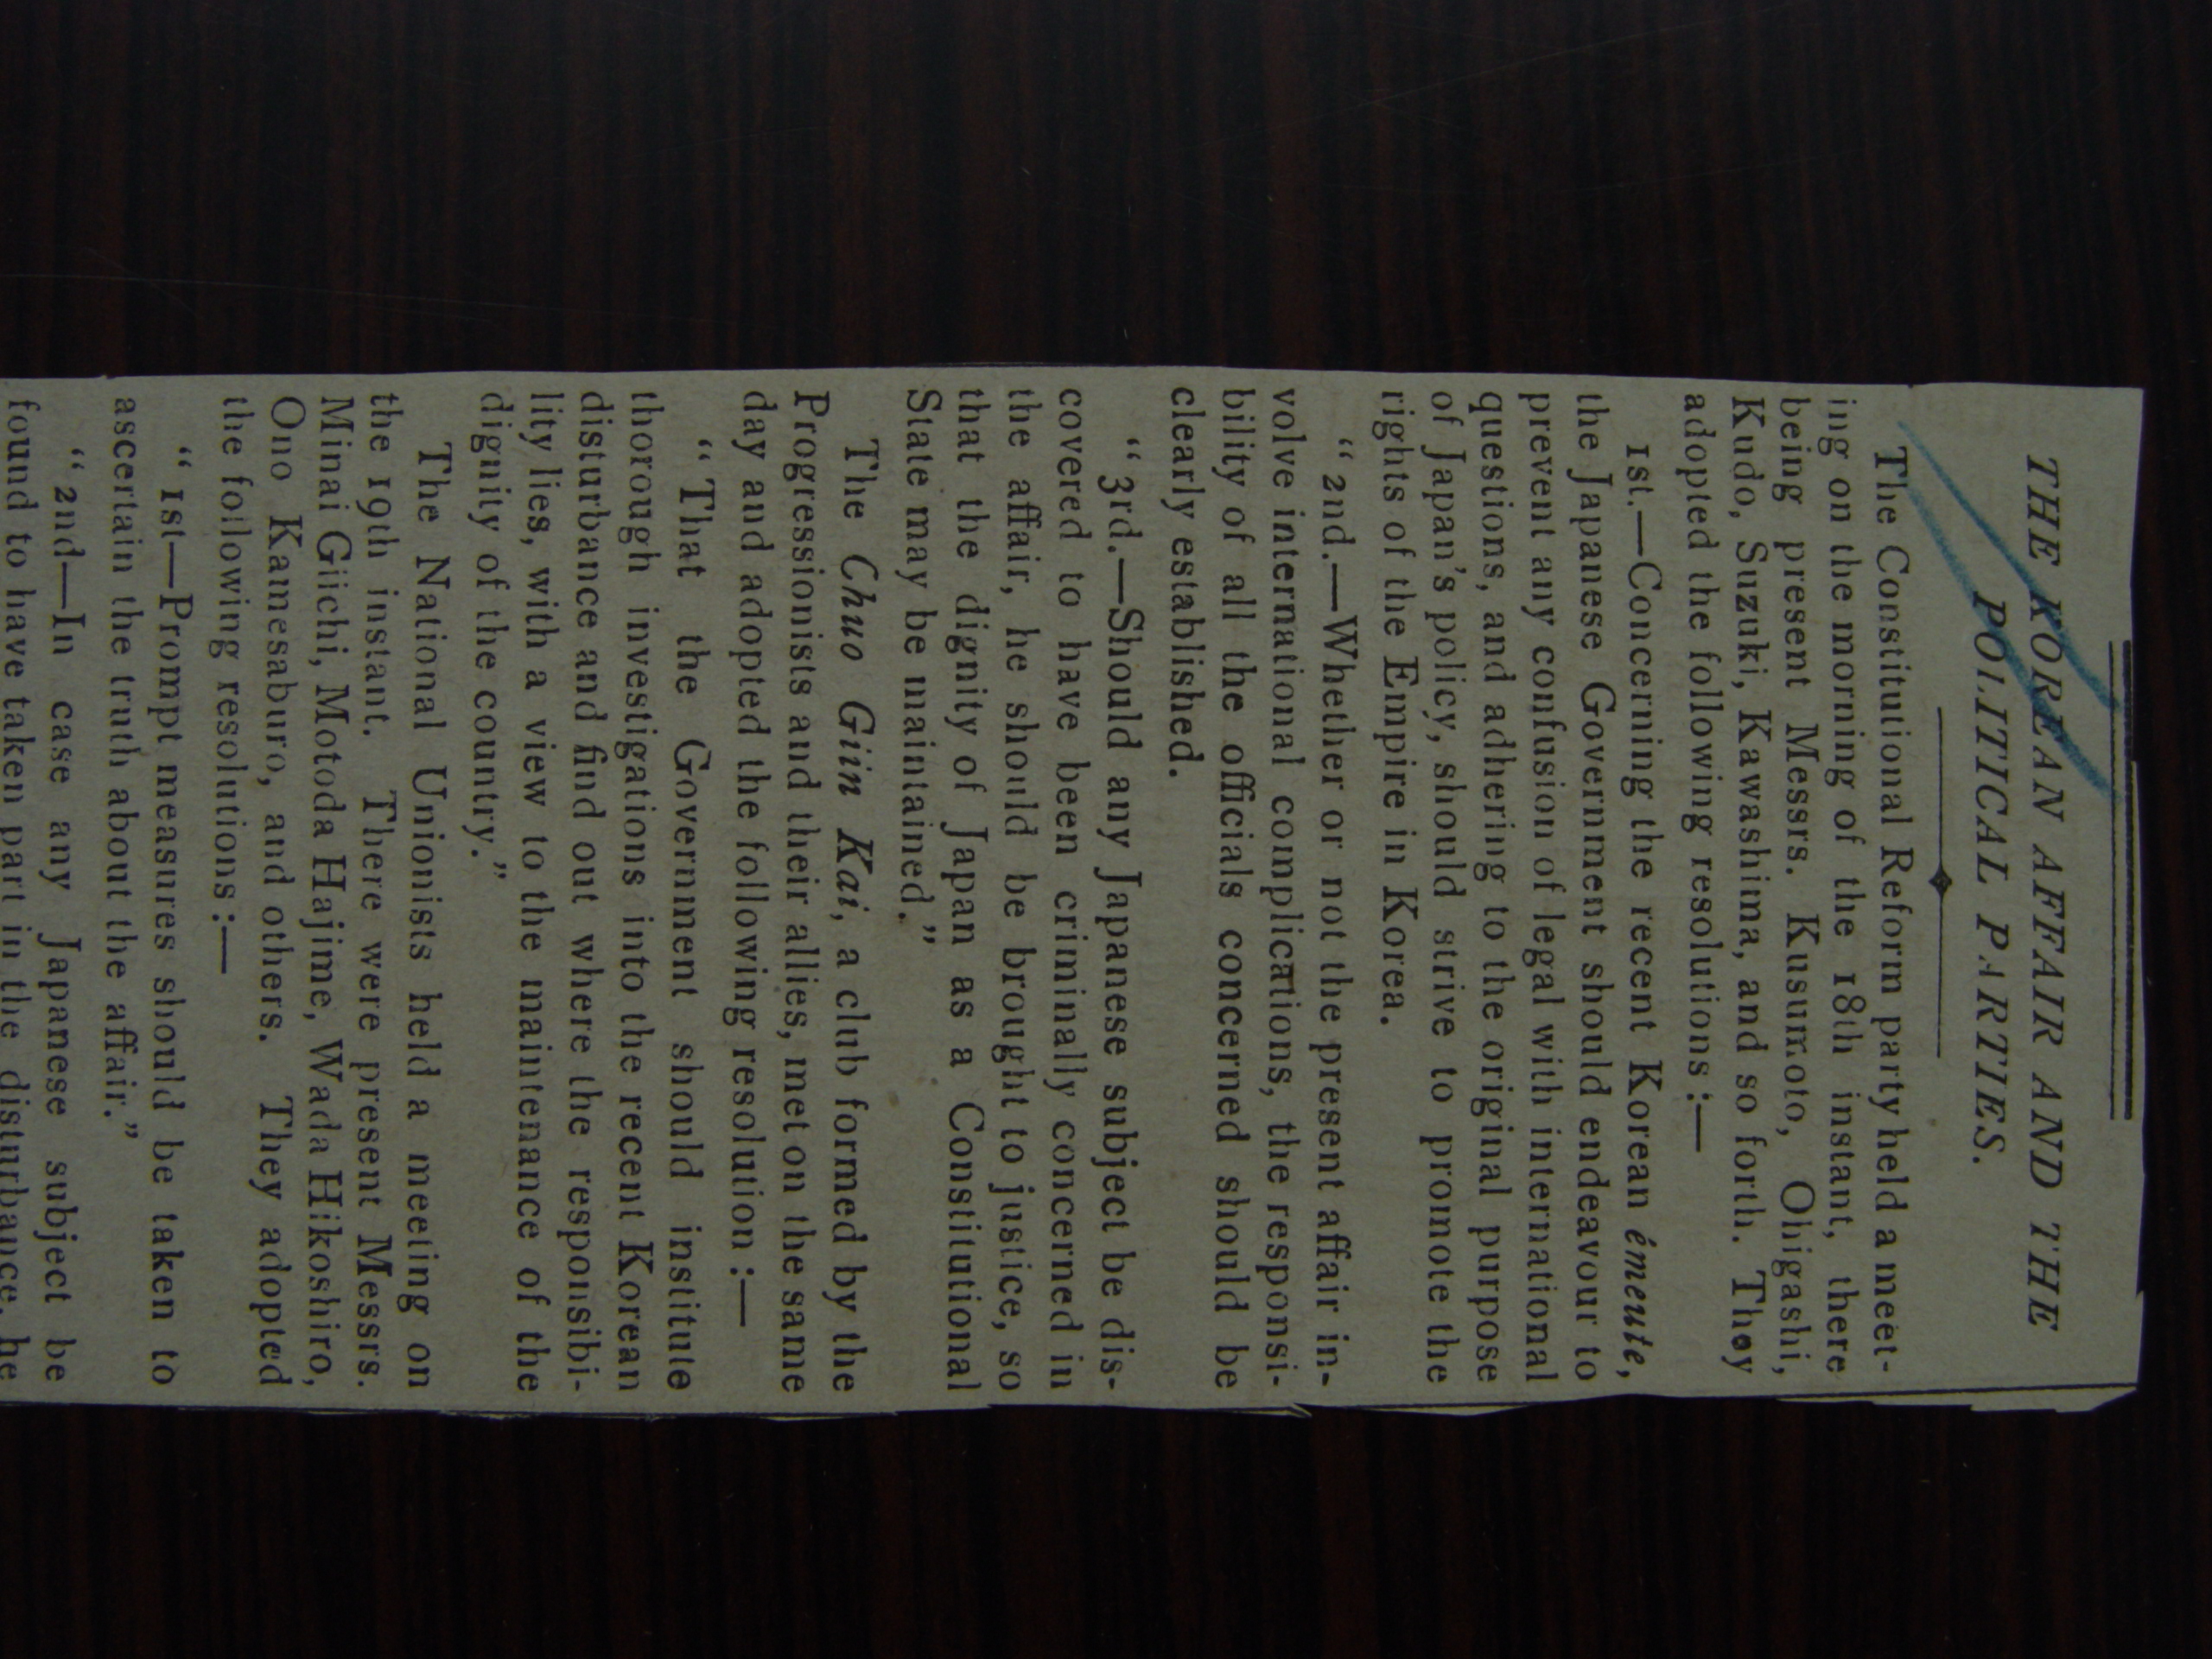 THE KOREAN AFFAIR AND THE
POLITICAL PARTIES.
The Constitutional Reform party held a meet-
ing on the morning of the 18th instant, there
being present Messrs. Kusumoto, Ohigashi,
Kudo, Suzuki, Kawashima, and so forth. They
adopted the following resolutions :—
1st.—Concerning the recent Korean émeute,
the Japanese Government should endeavour to
prevent any confusion of legal with international
questions, and adhering to the original purpose
of Japan's policy, should strive to promote the
rights of the Empire in Korea.
“ 2nd.—Whether or not the present affair in-
volve international complications, the responsi-
bility of all the officials concerned should be
clearly established.
“ 3rd.—Should any Japanese subject be dis-
covered to have been criminally concerned in
the affair, he should be brought to justice, so
that the dignity of Japan as a Constitutional
State may be maintained.”
The Chuo Giin Kai, a club formed by the
Progressionists and their allies, met on the same
day and adopted the following resolution :—
“ That the Government should institute
thorough investigations into the recent Korean
disturbance and find out where the responsibi-
lity lies, with a view to the maintenance of the
dignity of the country.”
The National Unionists held a meeting on
the 19th instant. There were present Messrs.
Minai Giichi, Motoda Hajime, Wada Hikoshiro,
Ono Kamesaburo, and others. They adopted
the following resolutions :—
“ 1st—Prompt measures should be taken to
ascertain the truth about the affair.”
“ 2nd—In case any Japanese subject be
found to have taken part in the disturbance, he